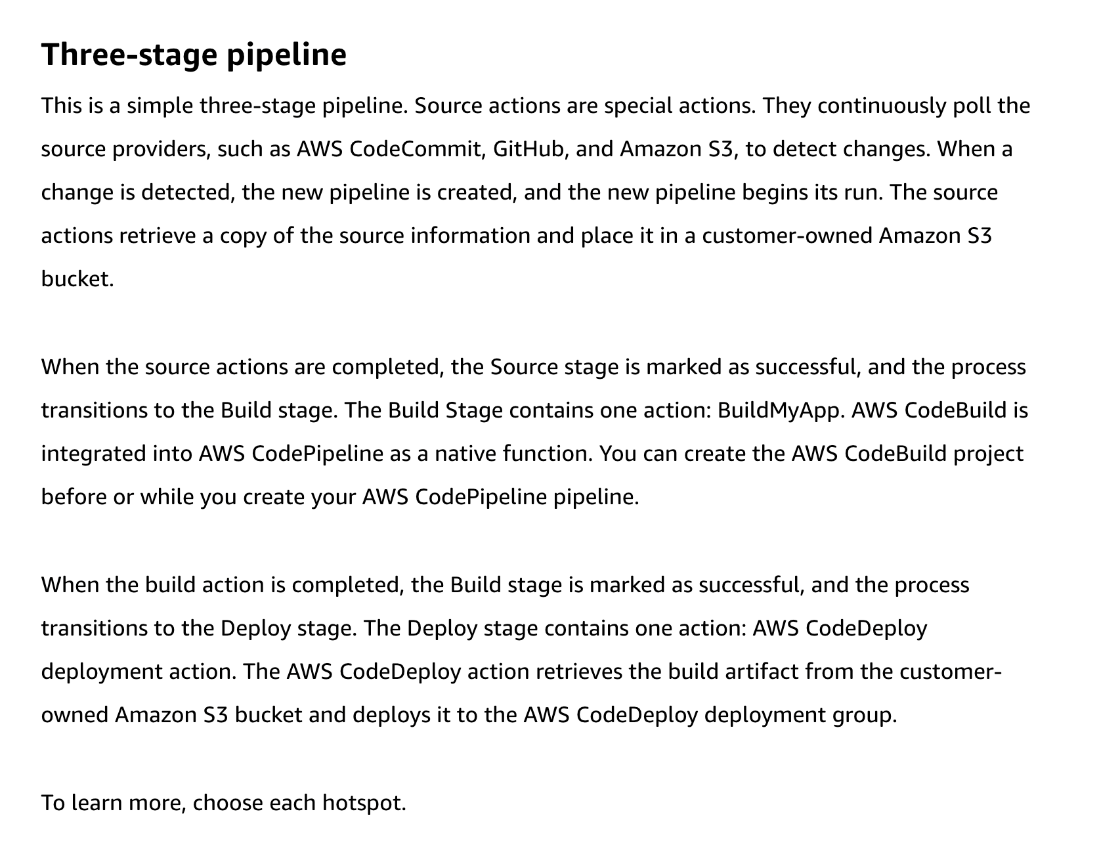 Three-stage pipeline
This is a simple three-stage pipeline. Source actions are special actions. They continuously poll the
source providers, such as AWS CodeCommit, GitHub, and Amazon S3, to detect changes. When a
change is detected, the new pipeline is created, and the new pipeline begins its run. The source
actions retrieve a copy of the source information and place it in a customer-owned Amazon S3
bucket.
When the source actions are completed, the Source stage is marked as successful, and the process
transitions to the Build stage. The Build Stage contains one action: BuildMyApp. AWS CodeBuild is
integrated into AWS CodePipeline as a native function. You can create the AWS CodeBuild project
before or while you create your AWS CodePipeline pipeline.
When the build action is completed, the Build stage is marked as successful, and the process
transitions to the Deploy stage. The Deploy stage contains one action: AWS CodeDeploy
deployment action. The AWS CodeDeploy action retrieves the build artifact from the customer-
owned Amazon S3 bucket and deploys it to the AWS CodeDeploy deployment group.
To learn more, choose each hotspot.